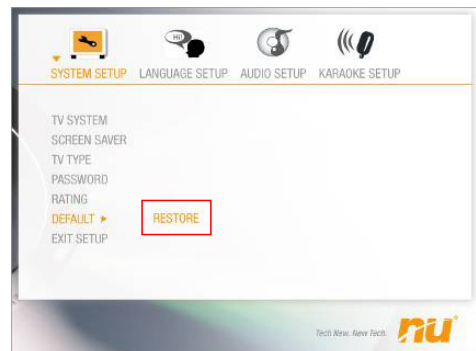 Hi!
SYSTEM SETUP LANGUAGE SETUP AUDIO SETUP KARAOKE SETUP
TV SYSTEM
SCREEN SAVER
TV TYPE
PASSWORD
RATING
DEFAULT ► RESTORE
EXIT SETUP
Tech New. New Tech. nu